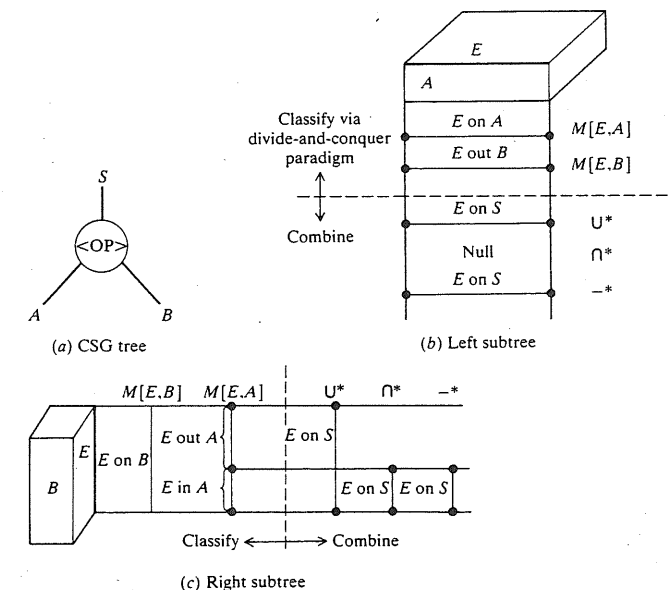 E
A
Classify via
divide-and-conquer
paradigm
E on A
M[E,A]
E out B
M[E,B]
E on S
∪*
Combine
Null
∩*
E on S
−*
(b) Left subtree
S
<OP>
A
B
(a) CSG tree
M[E,B] M[E,A] ∪* ∩* −*
E out A
E on S
E
E on B
B
E in A
E on S
E on S
Classify
Combine
(c) Right subtree